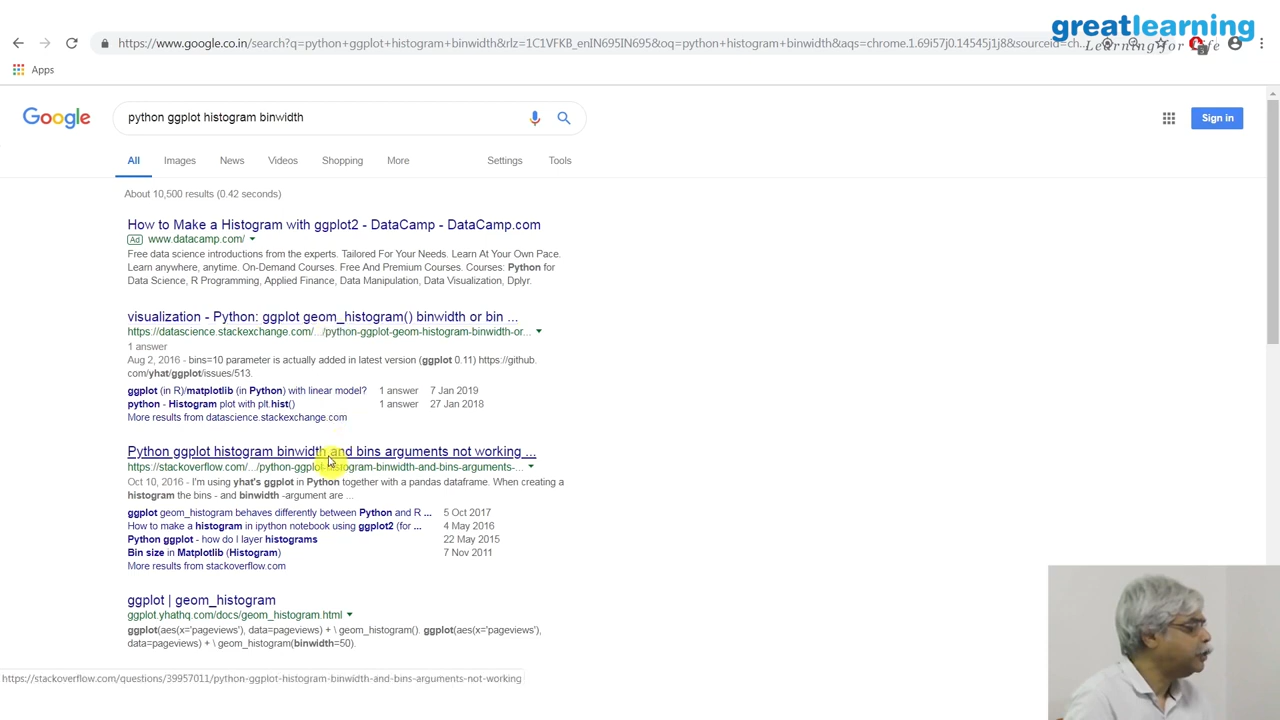 greatlearning
Learning for Life
https://www.google.co.in/search?q=python+ggplot+histogram+binwidth&rlz=1C1VFKB_enIN695IN695&oq=python+histogram+binwidth&aqs=chrome.1.69i57j0.14545j1j8&sourceid=ch...
Apps
Google
python ggplot histogram binwidth
Sign in
All Images News Videos Shopping More Settings Tools
About 10,500 results (0.42 seconds)
How to Make a Histogram with ggplot2 - DataCamp - DataCamp.com
Ad www.datacamp.com/
Free data science introductions from the experts. Tailored For Your Needs. Learn At Your Own Pace.
Learn anywhere, anytime. On-Demand Courses. Free And Premium Courses. Courses: Python for
Data Science, R Programming, Applied Finance, Data Manipulation, Data Visualization, Dplyr.
visualization - Python: ggplot geom_histogram() binwidth or bin ...
https://datascience.stackexchange.com/.../python-ggplot-geom-histogram-binwidth-or...
1 answer
Aug 2, 2016 - bins=10 parameter is actually added in latest version (ggplot 0.11) https://github.
com/yhat/ggplot/issues/513.
ggplot (in R)/matplotlib (in Python) with linear model? 1 answer 7 Jan 2019
python - Histogram plot with plt.hist() 1 answer 27 Jan 2018
More results from datascience.stackexchange.com
Python ggplot histogram binwidth and bins arguments not working ...
https://stackoverflow.com/.../python-ggplot-histogram-binwidth-and-bins-arguments-...
Oct 10, 2016 - I'm using yhat's ggplot in Python together with a pandas dataframe. When creating a
histogram the bins - and binwidth -argument are ...
ggplot geom_histogram behaves differently between Python and R ... 5 Oct 2017
How to make a histogram in ipython notebook using ggplot2 (for ... 4 May 2016
Python ggplot - how do I layer histograms 22 May 2015
Bin size in Matplotlib (Histogram) 7 Nov 2011
More results from stackoverflow.com
ggplot | geom_histogram
ggplot.yhathq.com/docs/geom_histogram.html
ggplot(aes(x='pageviews'), data=pageviews) + \ geom_histogram(). ggplot(aes(x='pageviews'),
data=pageviews) + \ geom_histogram(binwidth=50).
https://stackoverflow.com/questions/39957011/python-ggplot-histogram-binwidth-and-bins-arguments-not-working